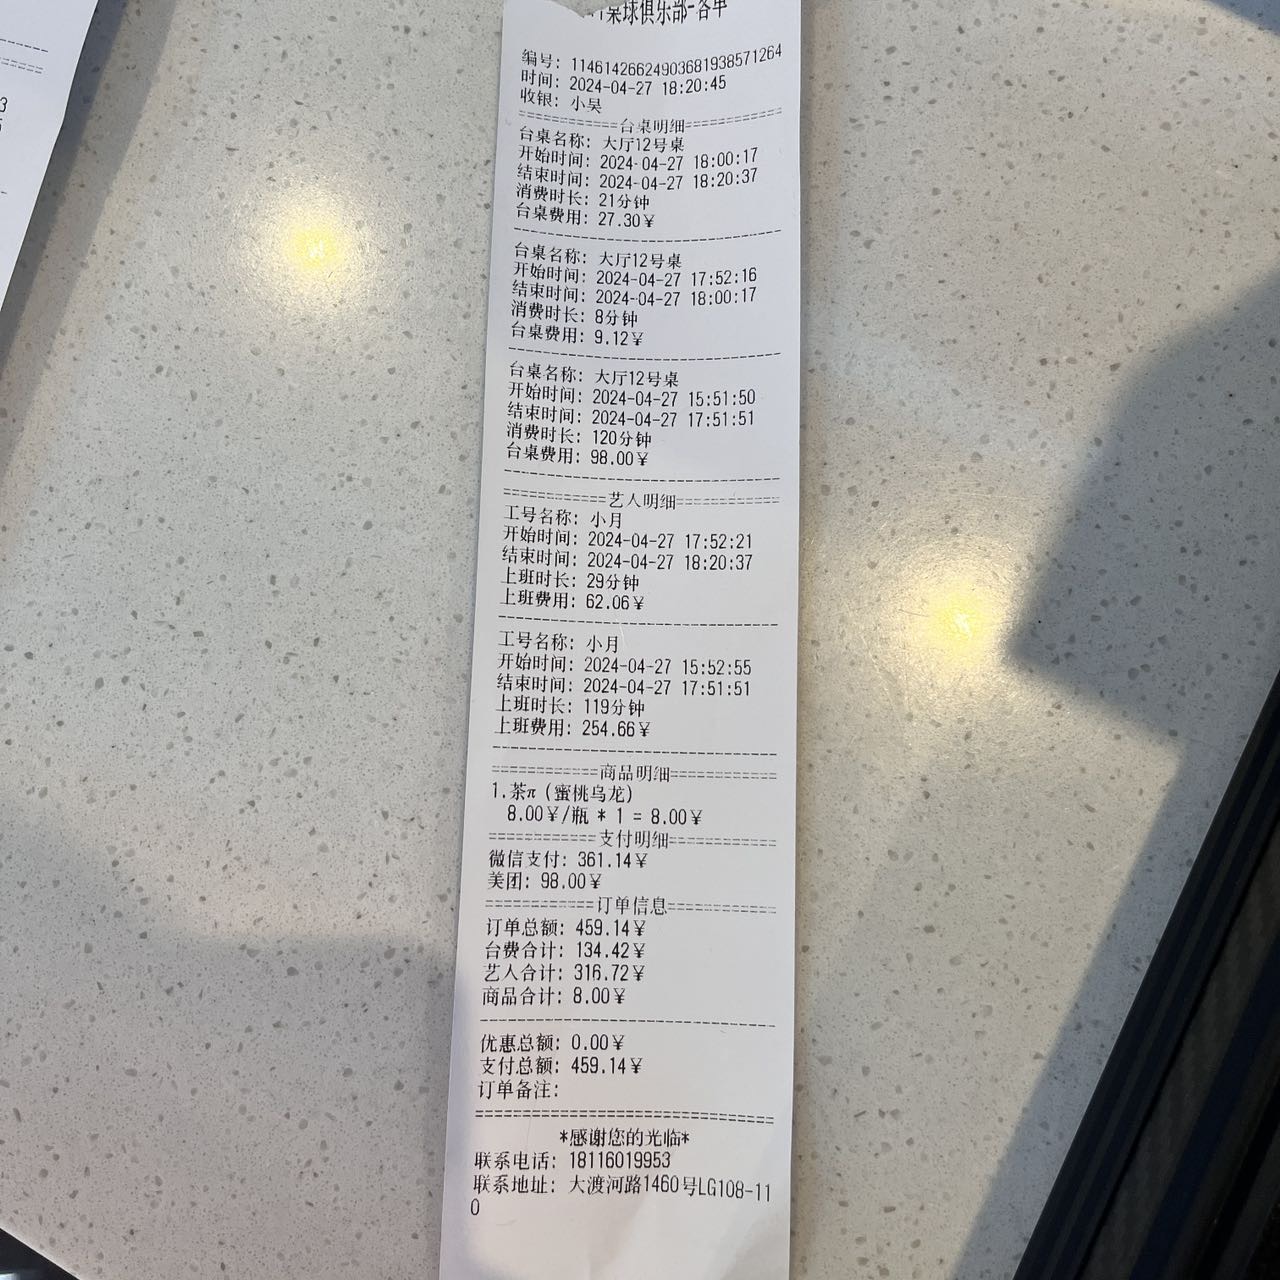 桌球俱乐部-客单
编号: 1146142662490368193857​1264
时间: 2024-04-27 18:20:45
收银: 小吴
============台桌明细============
台桌名称: 大厅12号桌
开始时间: 2024-04-27 18:00:17
结束时间: 2024-04-27 18:20:37
消费时长: 21分钟
台桌费用: 27.30¥
台桌名称: 大厅12号桌
开始时间: 2024-04-27 17:52:16
结束时间: 2024-04-27 18:00:17
消费时长: 8分钟
台桌费用: 9.12¥
台桌名称: 大厅12号桌
开始时间: 2024-04-27 15:51:50
结束时间: 2024-04-27 17:51:51
消费时长: 120分钟
台桌费用: 98.00¥
============艺人明细============
工号名称: 小月
开始时间: 2024-04-27 17:52:21
结束时间: 2024-04-27 18:20:37
上班时长: 29分钟
上班费用: 62.06¥
工号名称: 小月
开始时间: 2024-04-27 15:52:55
结束时间: 2024-04-27 17:51:51
上班时长: 119分钟
上班费用: 254.66¥
============商品明细============
1.茶π（蜜桃乌龙）
8.00¥/瓶 * 1 = 8.00¥
============支付明细============
微信支付: 361.14¥
美团: 98.00¥
============订单信息============
订单总额: 459.14¥
台费合计: 134.42¥
艺人合计: 316.72¥
商品合计: 8.00¥
优惠总额: 0.00¥
支付总额: 459.14¥
订单备注:
*感谢您的光临*
联系电话: 18116019953
联系地址: 大渡河路1460号LG108-11
0